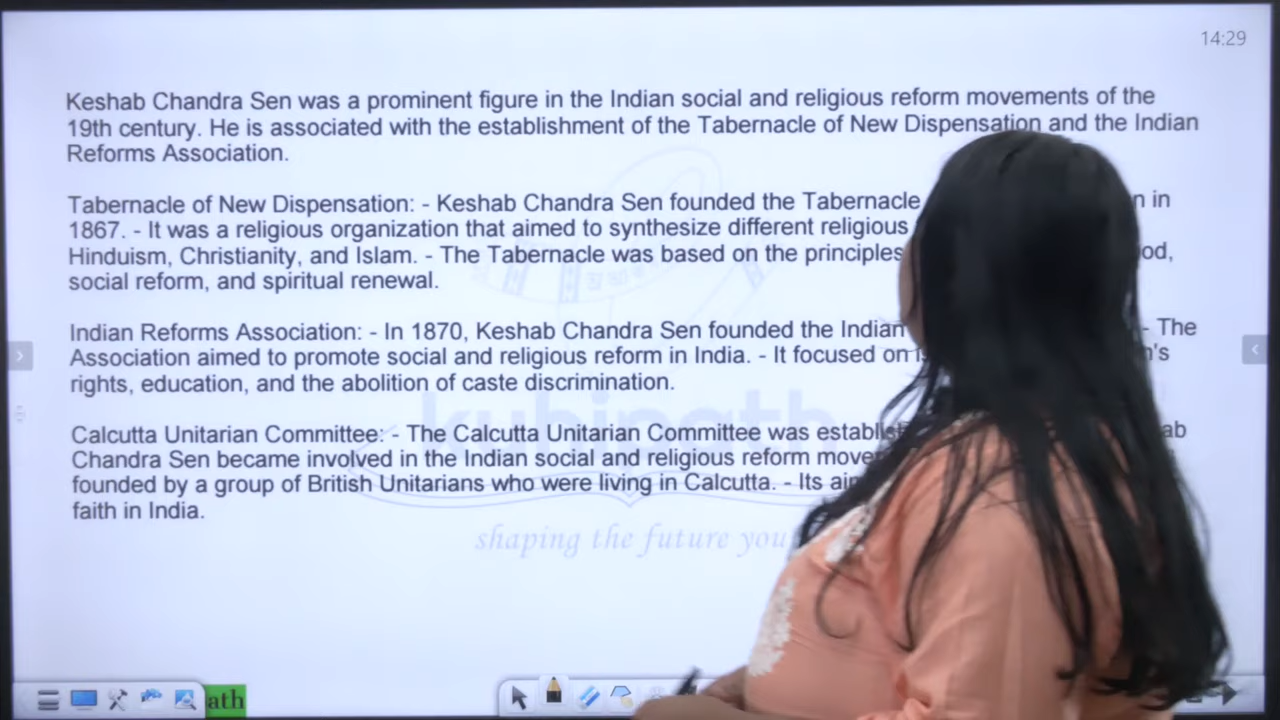 14:29
Keshab Chandra Sen was a prominent figure in the Indian social and religious reform movements of the
19th century. He is associated with the establishment of the Tabernacle of New Dispensation and the Indian
Reforms Association.
Tabernacle of New Dispensation: - Keshab Chandra Sen founded the Tabernacle in
1867. - It was a religious organization that aimed to synthesize different religious
Hinduism, Christianity, and Islam. - The Tabernacle was based on the principles
social reform, and spiritual renewal.
Indian Reforms Association: - In 1870, Keshab Chandra Sen founded the Indian - The
Association aimed to promote social and religious reform in India. - It focused on
rights, education, and the abolition of caste discrimination.
Calcutta Unitarian Committee: - The Calcutta Unitarian Committee was
Chandra Sen became involved in the Indian social and religious reform
founded by a group of British Unitarians who were living in Calcutta. - Its
faith in India.
shaping the future
ath